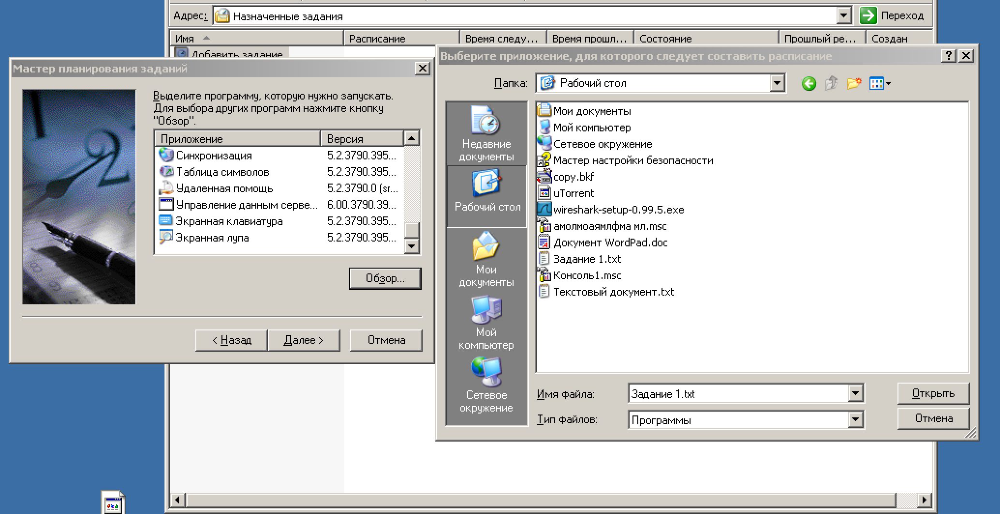 Адрес:
Назначенные задания
Переход
Имя
Расписание
Время следу...
Время прошл...
Состояние
Прошлый ре...
Создан
Добавить задание
Мастер планирования заданий
Выделите программу, которую нужно запускать.
Для выбора других программ нажмите кнопку
"Обзор".
Приложение
Версия
Синхронизация
5.2.3790.395...
Таблица символов
5.2.3790.395...
Удаленная помощь
5.2.3790.0 (sr...
Управление данным серве...
6.00.3790.39...
Экранная клавиатура
5.2.3790.395...
Экранная лупа
5.2.3790.395...
Обзор...
< Назад
Далее >
Отмена
Выберите приложение, для которого следует составить расписание
Папка:
Рабочий стол
Недавние
документы
Рабочий стол
Мои
документы
Мой
компьютер
Сетевое
окружение
Мои документы
Мой компьютер
Сетевое окружение
Мастер настройки безопасности
copy.bkf
uTorrent
wireshark-setup-0.99.5.exe
амолмоаямлфма мл.msc
Документ WordPad.doc
Задание 1.txt
Консоль1.msc
Текстовый документ.txt
Имя файла:
Задание 1.txt
Открыть
Тип файлов:
Программы
Отмена